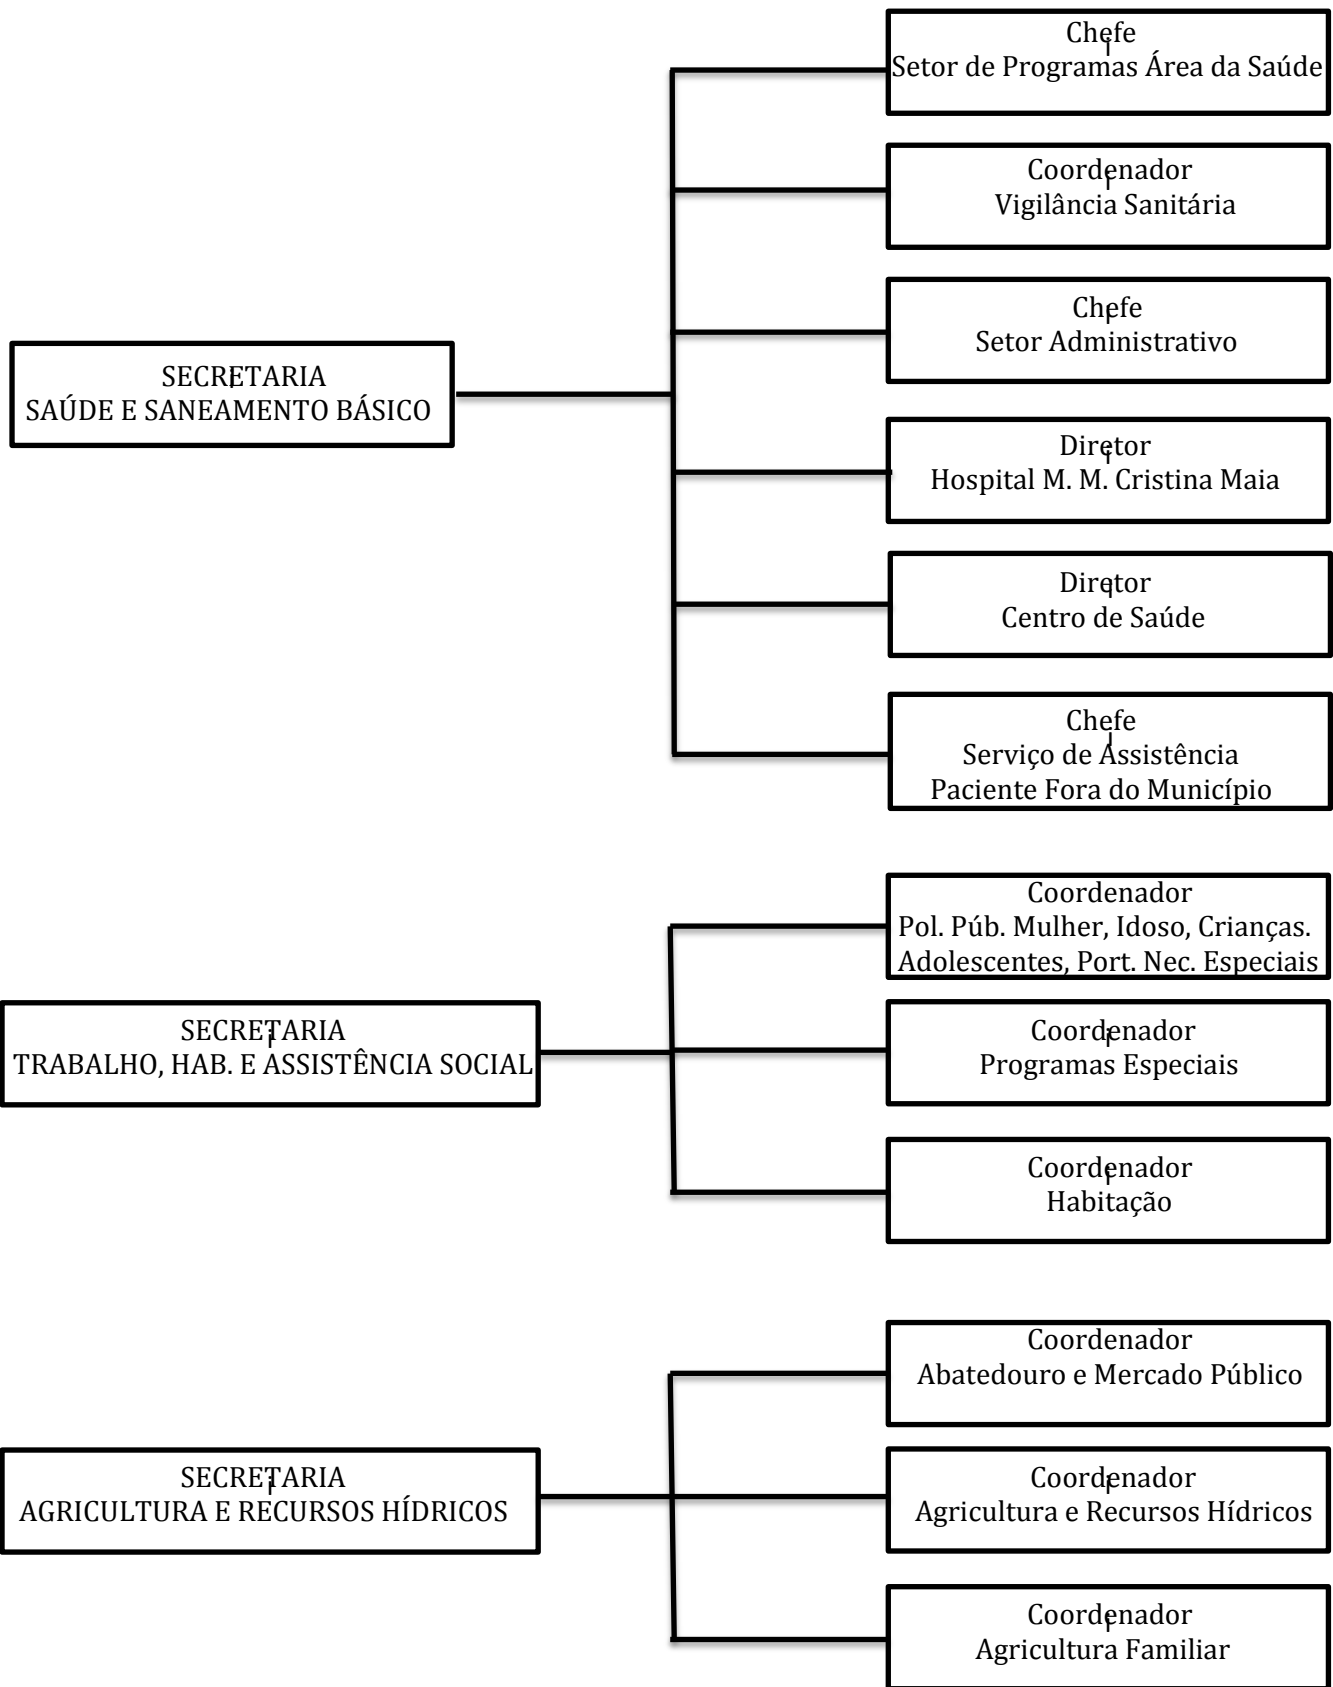 Chefe
Setor de Programas Área da Saúde
Coordenador
Vigilância Sanitária
Chefe
Setor Administrativo
SECRETARIA
SAÚDE E SANEAMENTO BÁSICO
Diretor
Hospital M. M. Cristina Maia
Diretor
Centro de Saúde
Chefe
Serviço de Assistência
Paciente Fora do Município
Coordenador
Pol. Púb. Mulher, Idoso, Crianças.
Adolescentes, Port. Nec. Especiais
SECRETARIA
TRABALHO, HAB. E ASSISTÊNCIA SOCIAL
Coordenador
Programas Especiais
Coordenador
Habitação
Coordenador
Abatedouro e Mercado Público
SECRETARIA
AGRICULTURA E RECURSOS HÍDRICOS
Coordenador
Agricultura e Recursos Hídricos
Coordenador
Agricultura Familiar